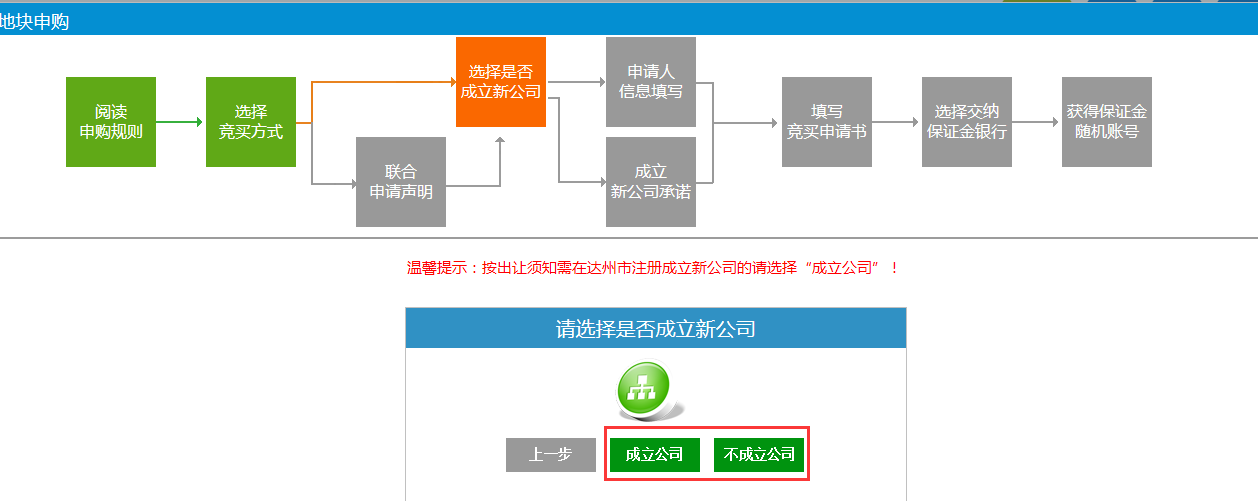 地块申购
阅读
申购规则
选择
竞买方式
联合
申请声明
选择是否
成立新公司
申请人
信息填写
成立
新公司承诺
填写
竞买申请书
选择交纳
保证金银行
获得保证金
随机账号
温馨提示：按出让须知需在达州市注册成立新公司的请选择“成立公司”！
请选择是否成立新公司
上一步
成立公司
不成立公司